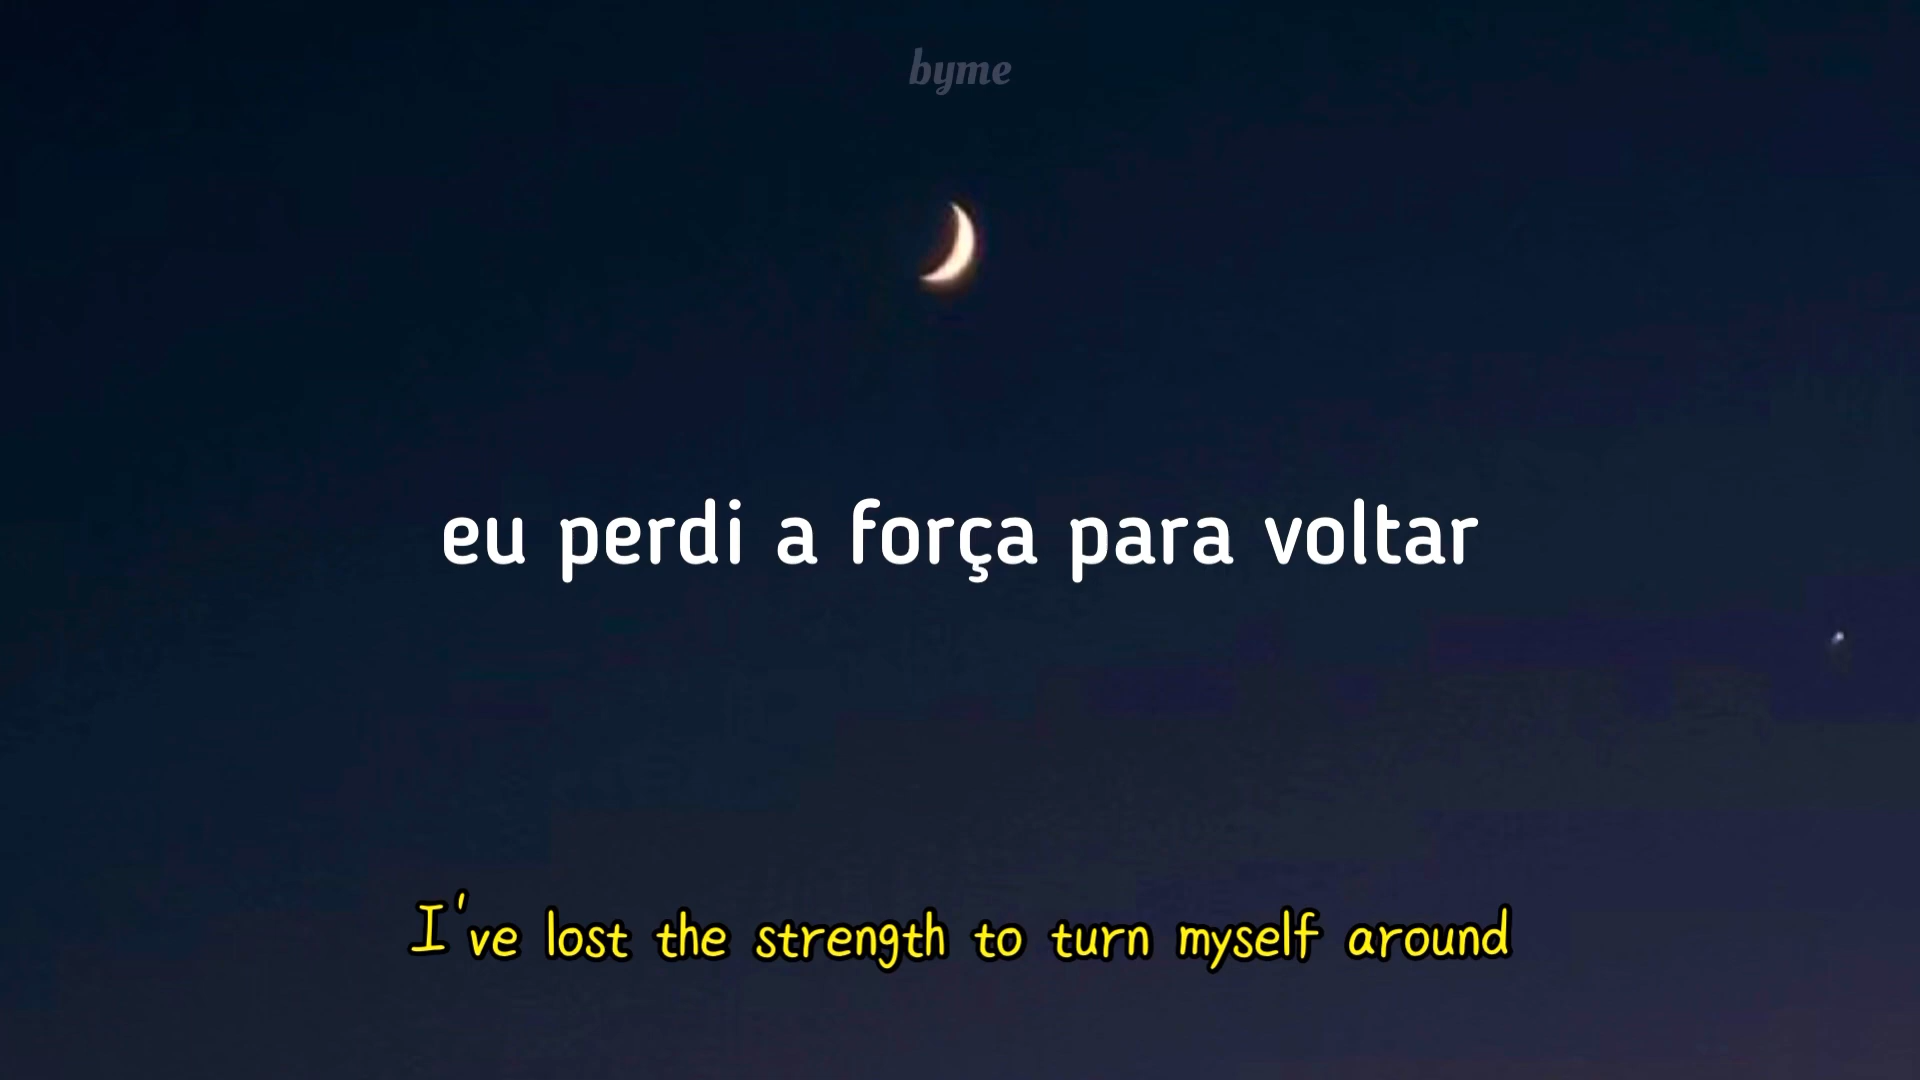 byme
eu perdi a força para voltar
I've lost the strength to turn myself around